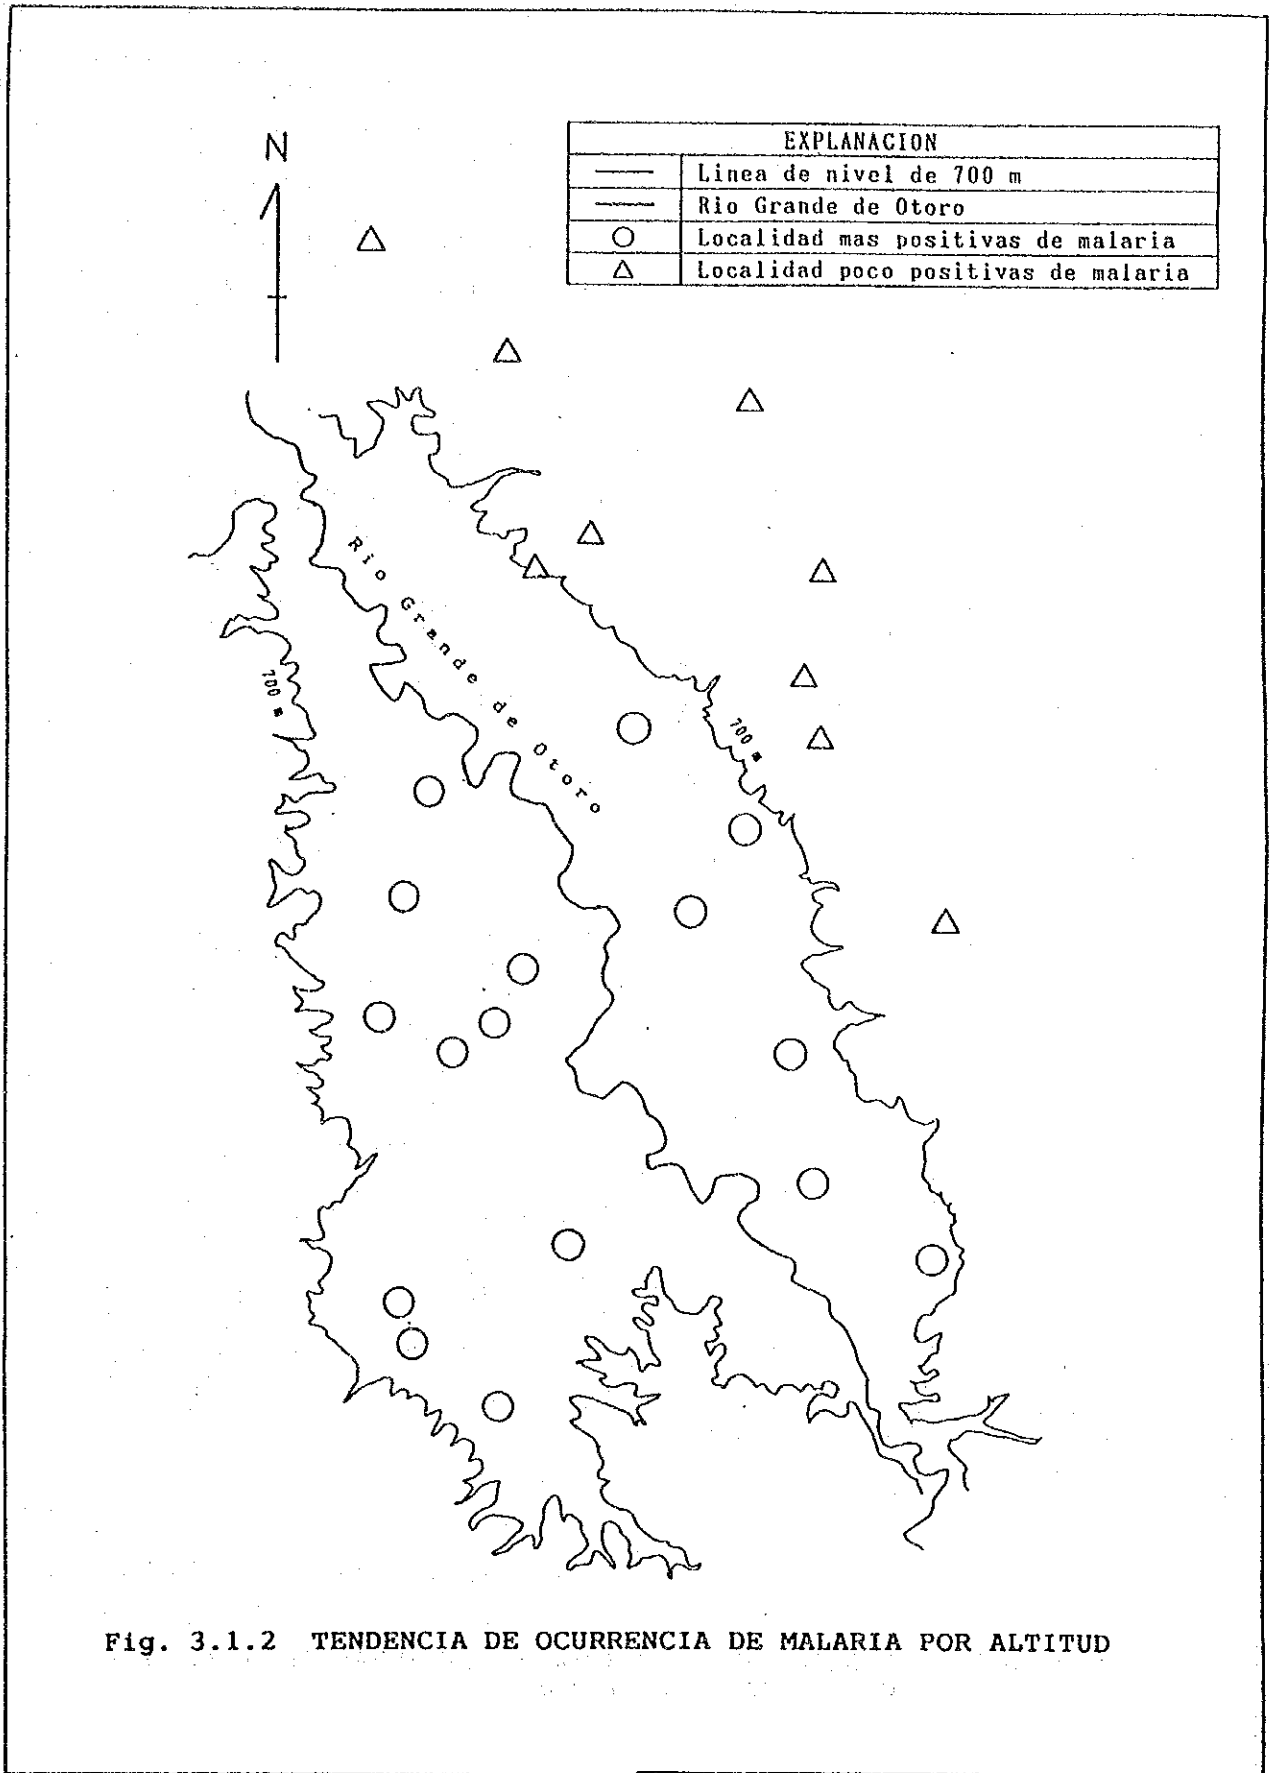 N
EXPLANACION
Linea de nivel de 700 m
Rio Grande de Otoro
Localidad mas positivas de malaria
Localidad poco positivas de malaria
Rio Grande de Otoro
700 m
700 m
Fig. 3.1.2 TENDENCIA DE OCURRENCIA DE MALARIA POR ALTITUD